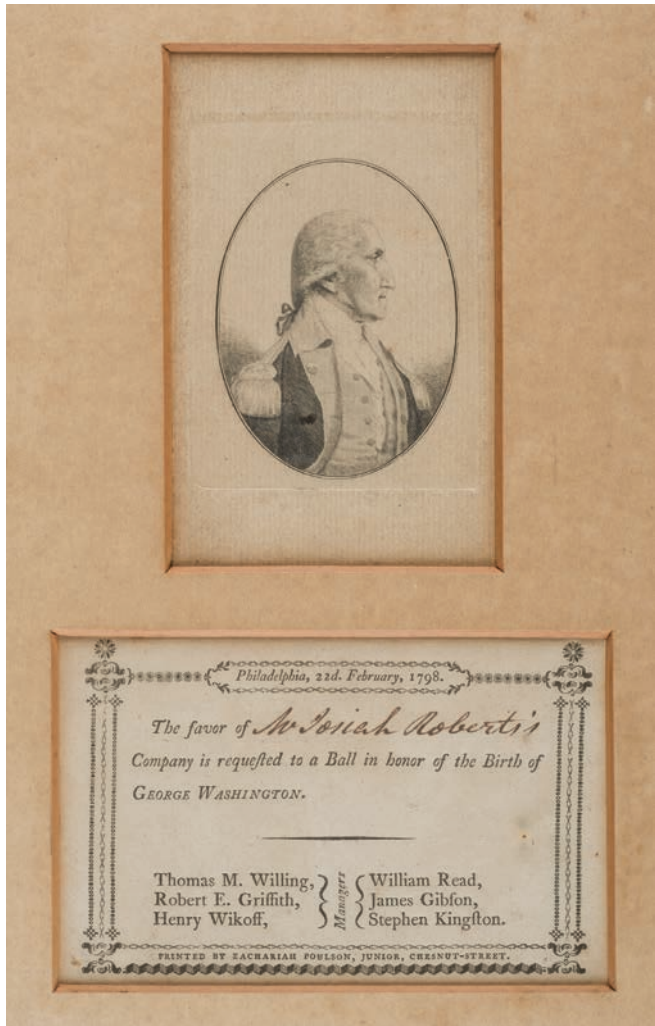 Philadelphia, 22d. February, 1798.
The favor of Mr Josiah Roberts's
Company is requeſted to a Ball in honor of the Birth of
GEORGE WASHINGTON.
Thomas M. Willing,
Robert E. Griffith,
Henry Wikoff,
Managers
William Read,
James Gibſon,
Stephen Kingſton.
PRINTED BY ZACHARIAH POULSON, JUNIOR, CHESNUT-STREET.